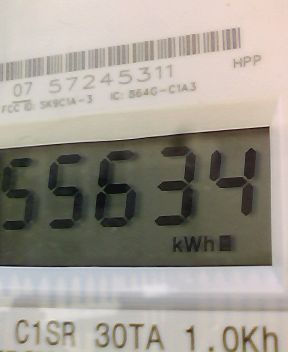 07 57245311
HPP
FCC ID: SK9C1A-3 IC: 864G-C1A3
55634
kWh
C1SR 30TA 1.0Kh